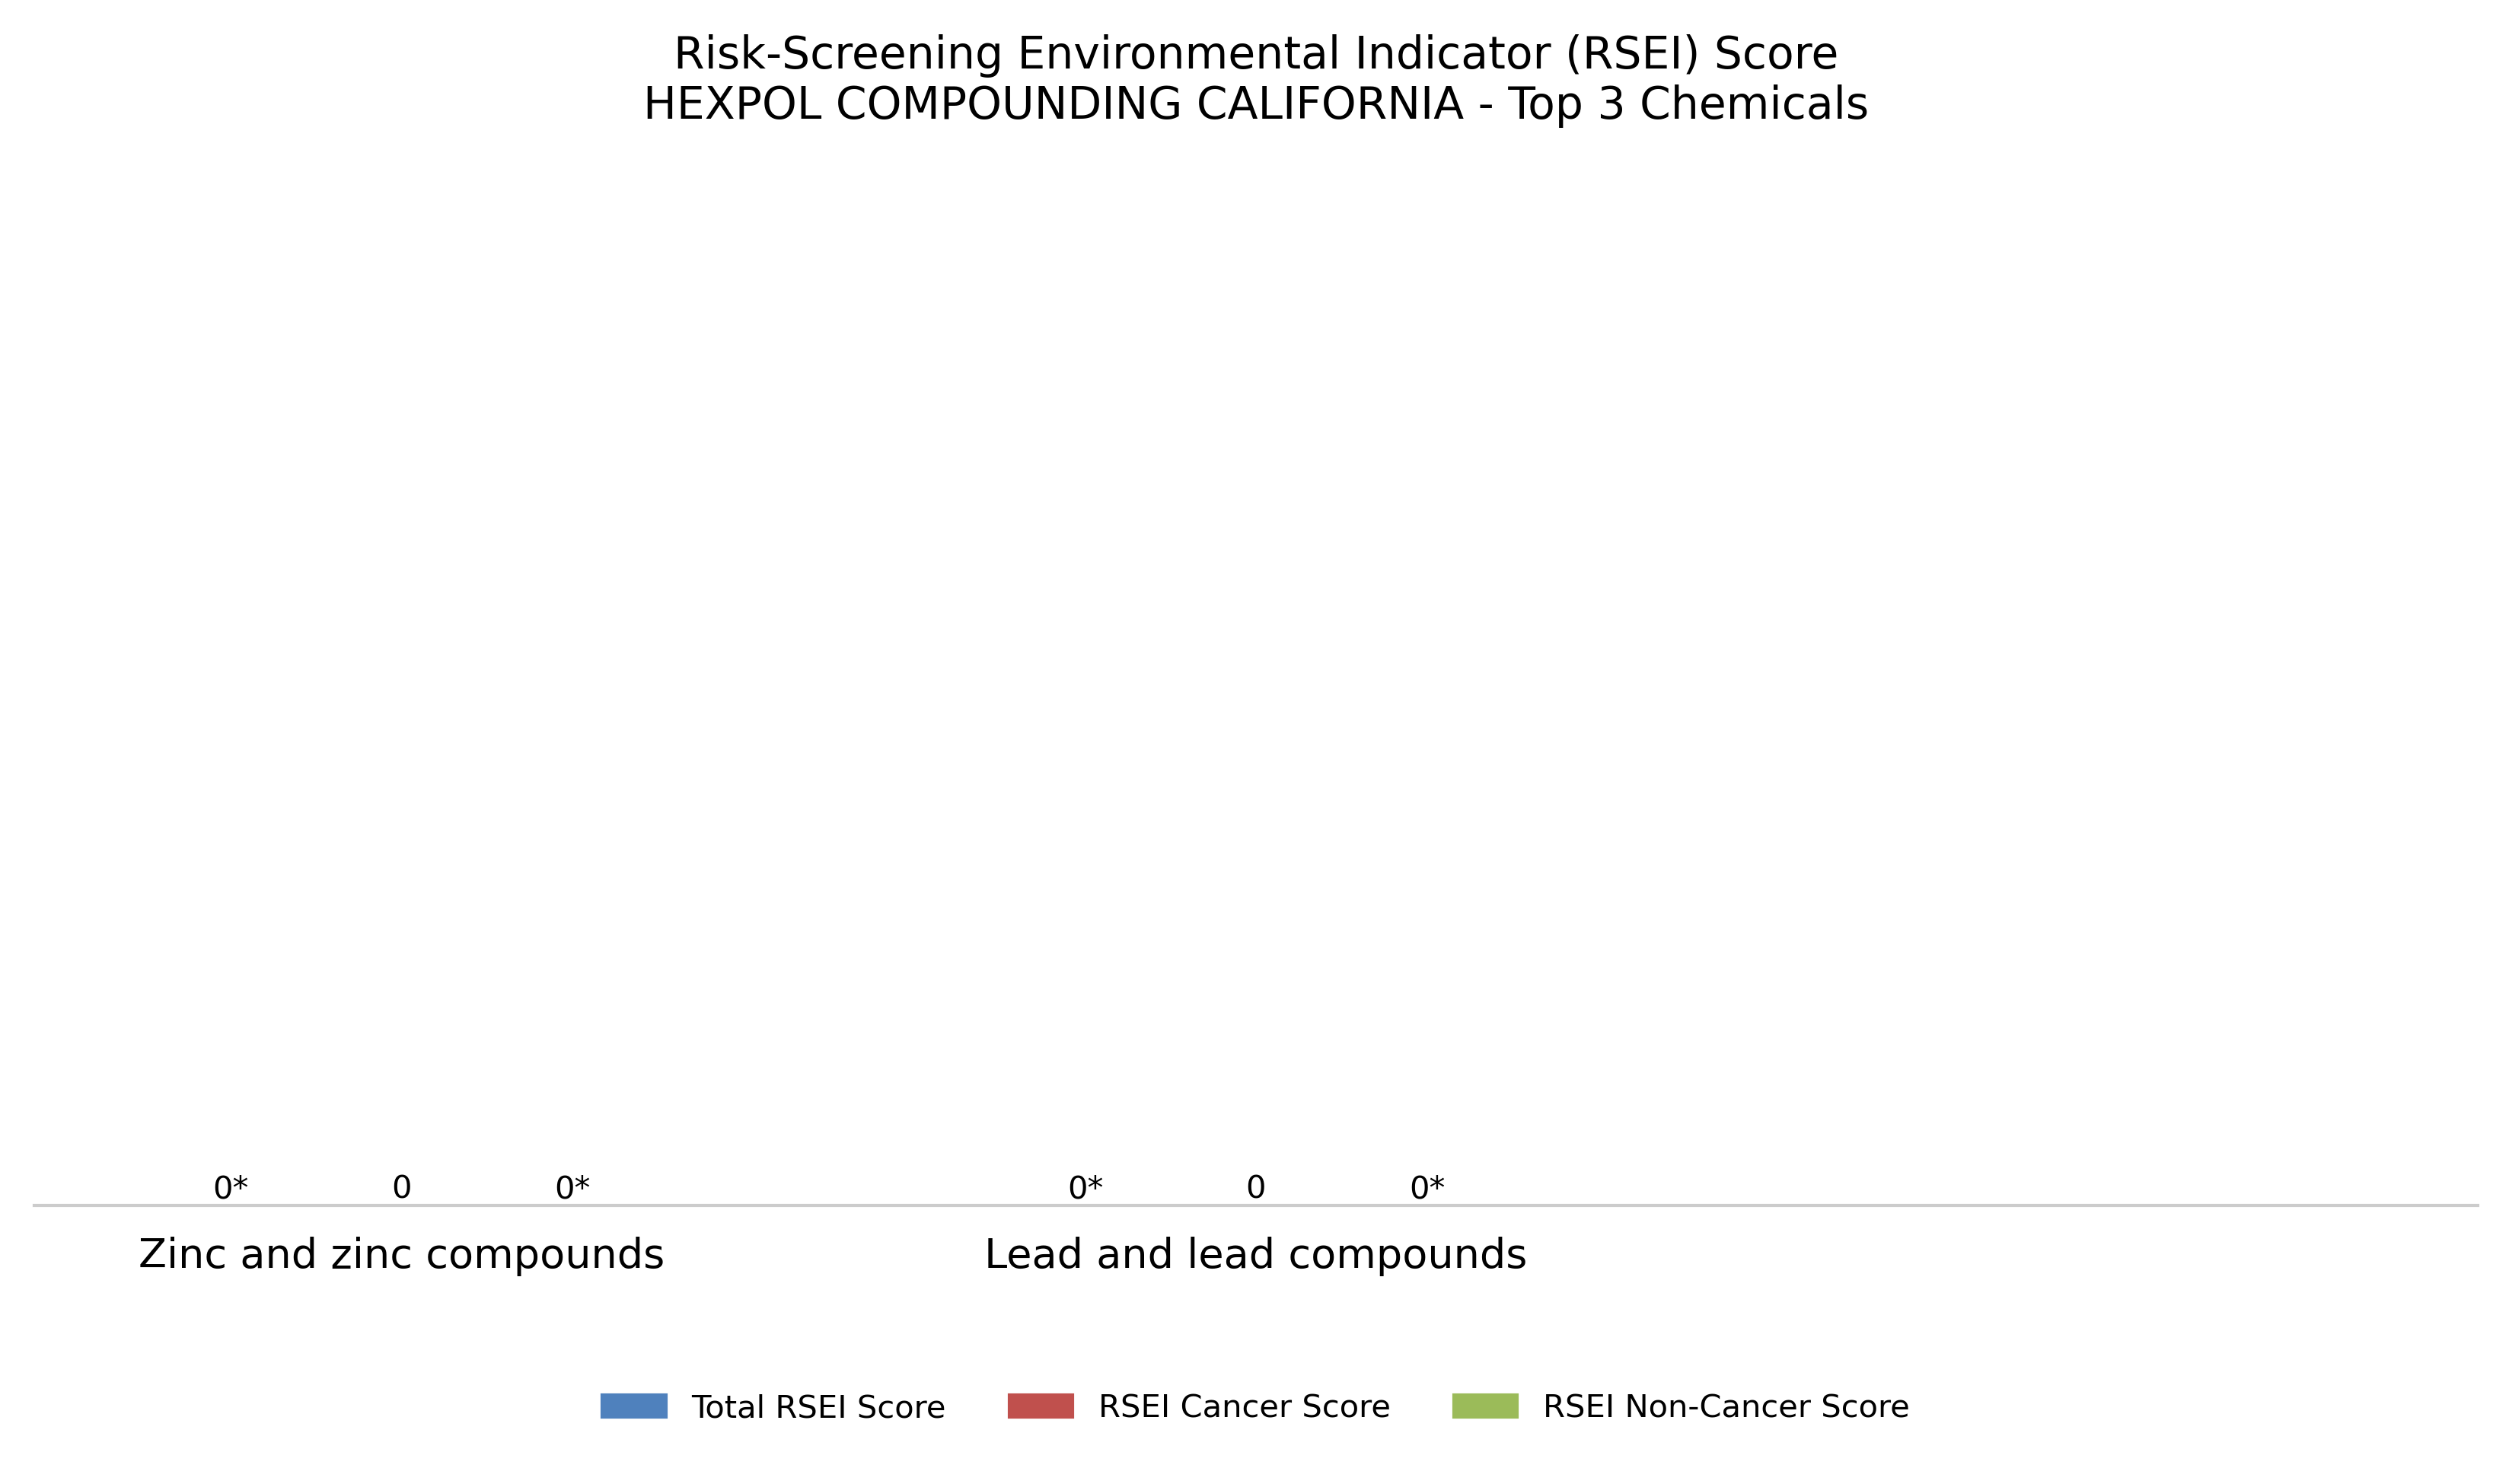 Risk-Screening Environmental Indicator (RSEI) Score
HEXPOL COMPOUNDING CALIFORNIA - Top 3 Chemicals
0* 0 0* 0* 0 0*
Zinc and zinc compounds Lead and lead compounds
Total RSEI Score RSEI Cancer Score RSEI Non-Cancer Score